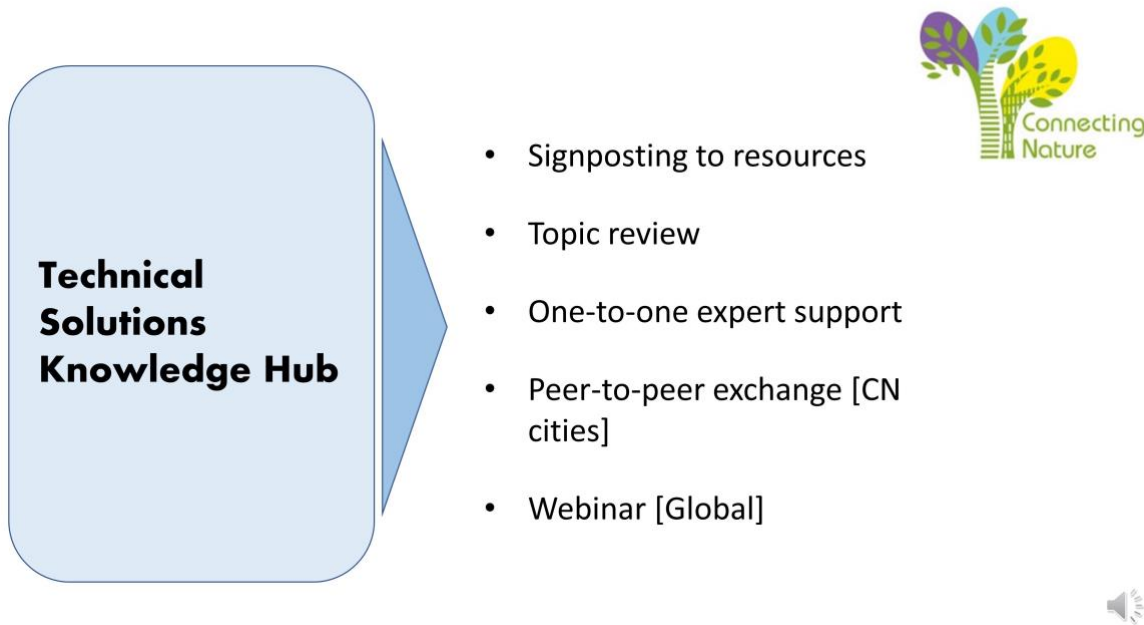 Connecting
Nature
Technical
Solutions
Knowledge Hub
• Signposting to resources
• Topic review
• One-to-one expert support
• Peer-to-peer exchange [CN
cities]
• Webinar [Global]